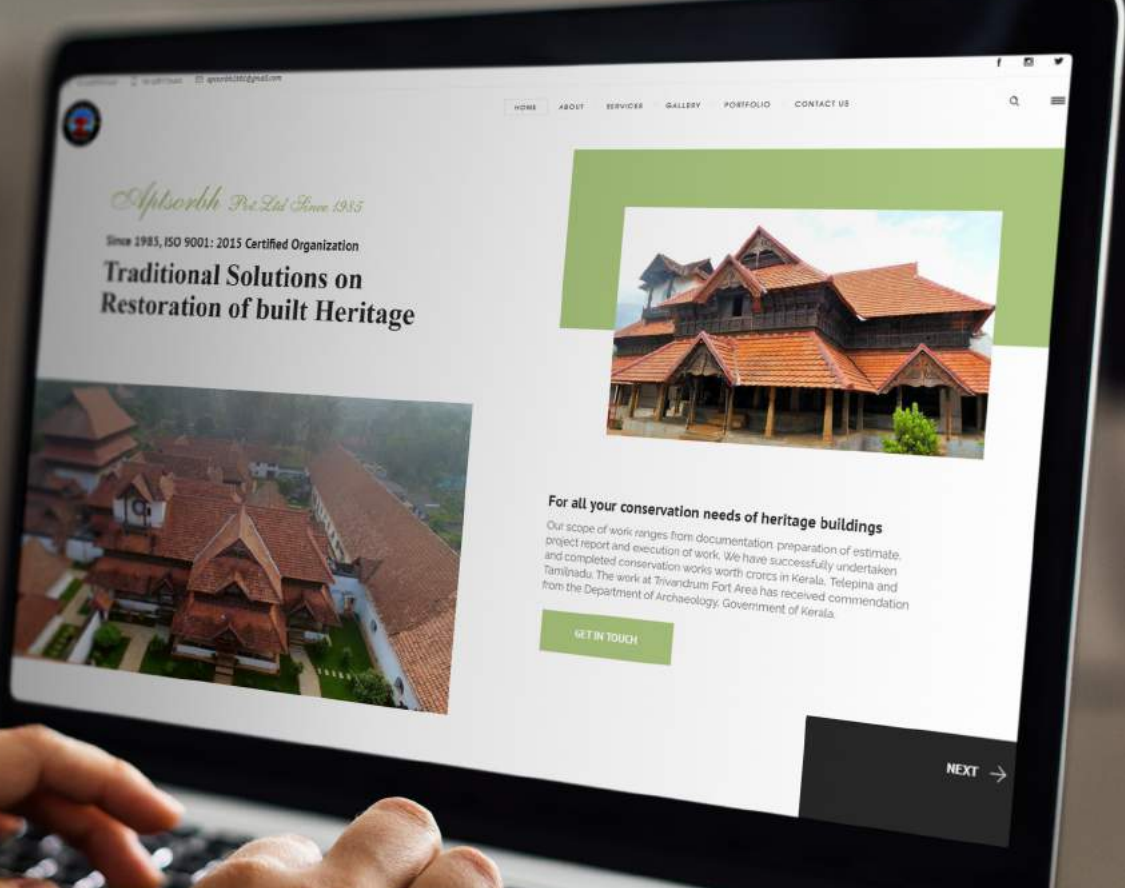 HOME ABOUT SERVICES GALLERY PORTFOLIO CONTACT US
Aptsorbh Pvt Ltd Since 1985
Since 1985, ISO 9001: 2015 Certified Organization
Traditional Solutions on
Restoration of built Heritage
For all your conservation needs of heritage buildings
Our scope of work ranges from documentation, preparation of estimate,
project report and execution of work. We have successfully undertaken
and completed conservation works worth crorcs in Kerala, Telepina and
Tamilnadu. The work at Trivandrum Fort Area has received commendation
from the Department of Archaeology, Government of Kerala.
GET IN TOUCH
NEXT